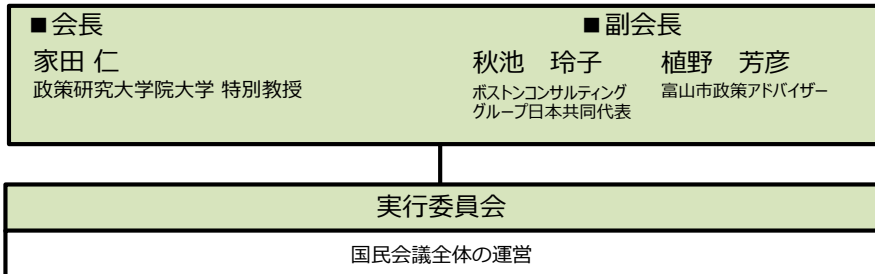 ■会長
家田 仁
政策研究大学院大学 特別教授
■副会長
秋池　玲子
ボストンコンサルティング
グループ日本共同代表
植野　芳彦
富山市政策アドバイザー
実行委員会
国民会議全体の運営